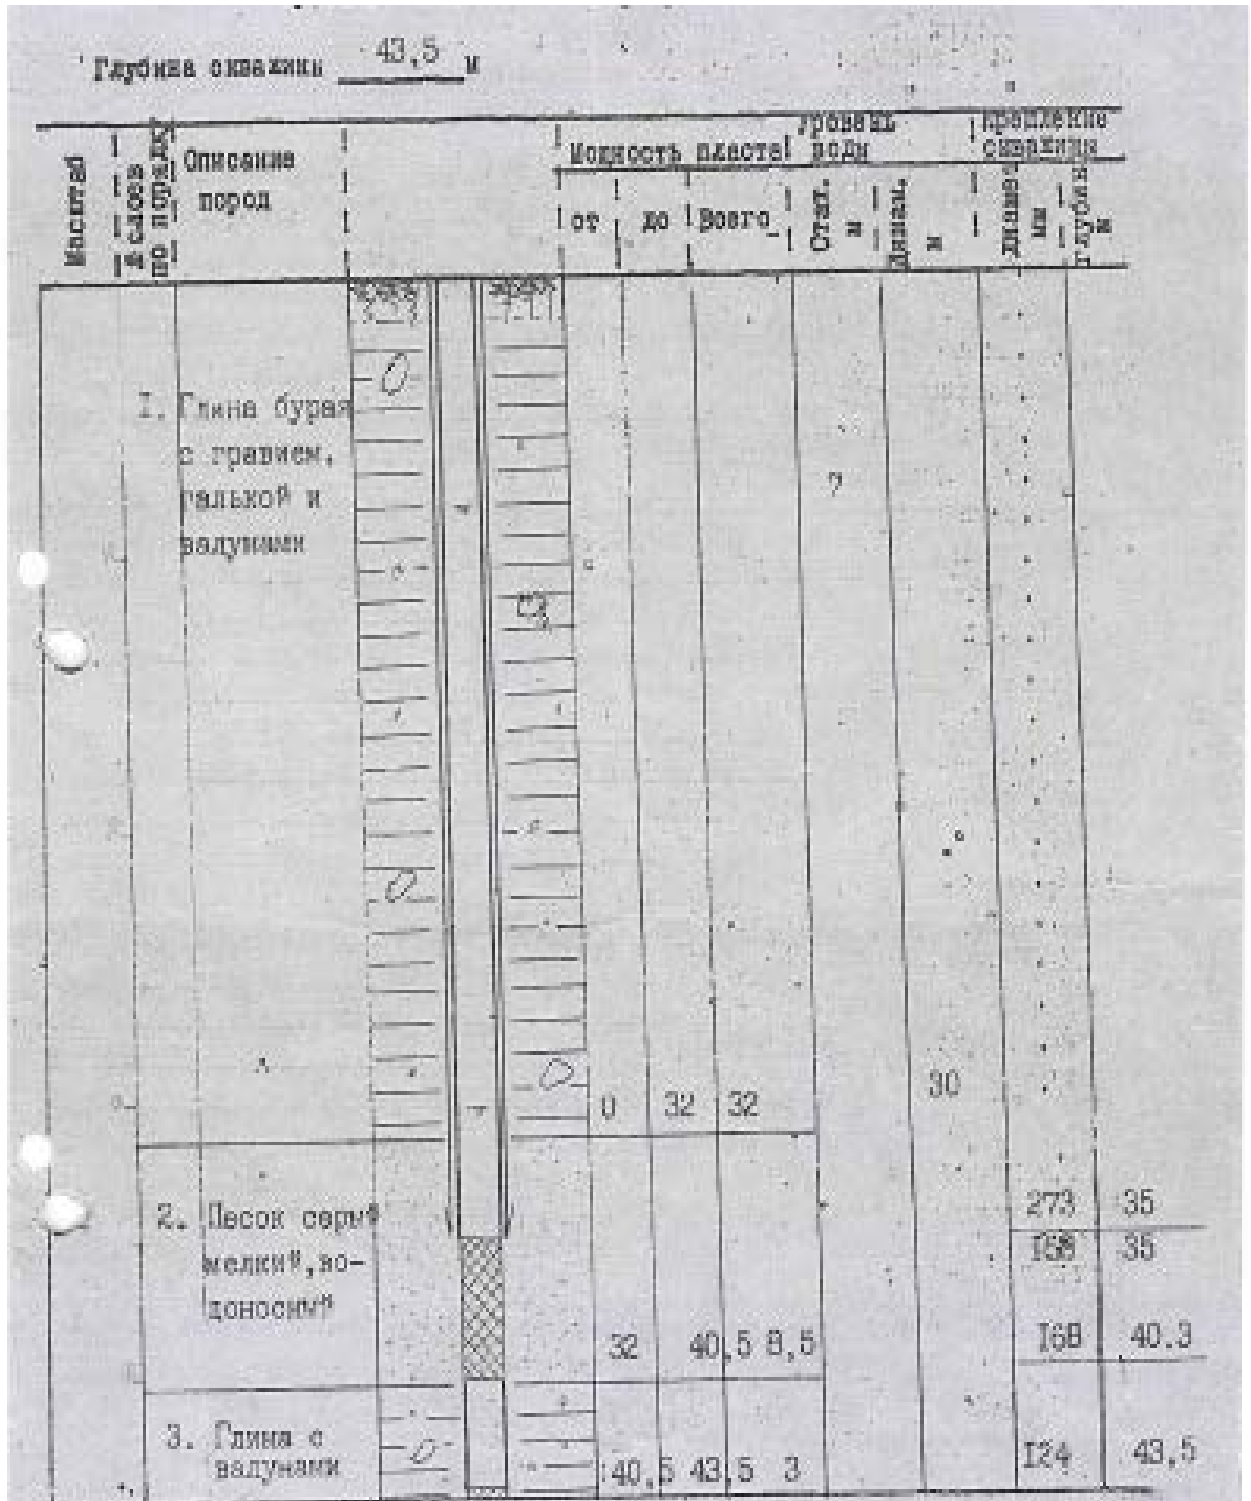 Глубина скважины 43,5 м
Масштаб
№ слоев по порядку
Описание пород
Мощность пласта
уровень воды
крепление скважины
от
до
Всего
Стат. м
Динам. м
диамет мм
глубин м
1. Глина бурая
с гравием,
галькой и
валунами
?
0 32 32
30
2. Песок серый
мелкий, во-
доносный
273 35
168 35
32 40,5 8,5
168 40.3
3. Глина с
валунами
40,5 43,5 3
124 43,5